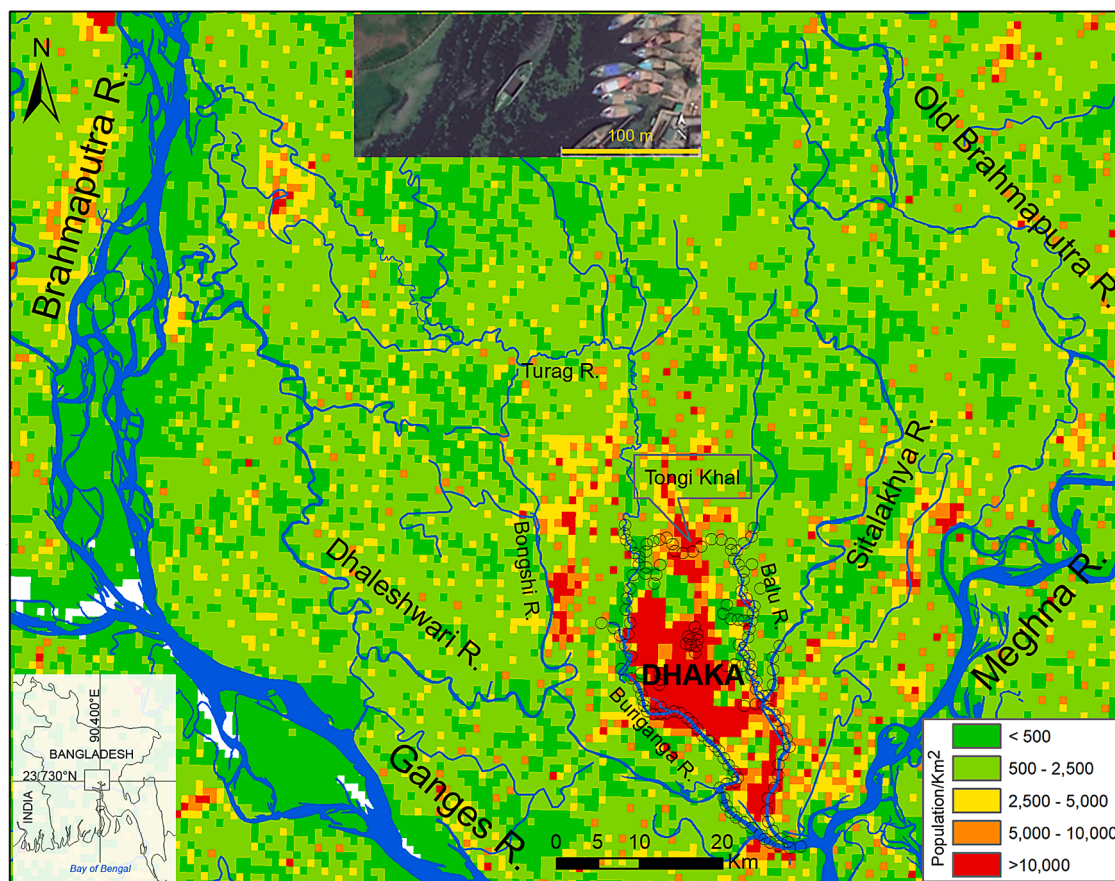 N
100 m
Brahmaputra R.
Old Brahmaputra R.
Turag R.
Tongi Khal
Sitalakhya R.
Bongshi R.
Balu R
Dhaleshwari R.
Meghna R.
DHAKA
Buriganga R.
Ganges R.
90.400°E
BANGLADESH
23.730°N
INDIA
Bay of Bengal
0 5 10 20
Km
Population/Km2
< 500
500 - 2,500
2,500 - 5,000
5,000 - 10,000
>10,000